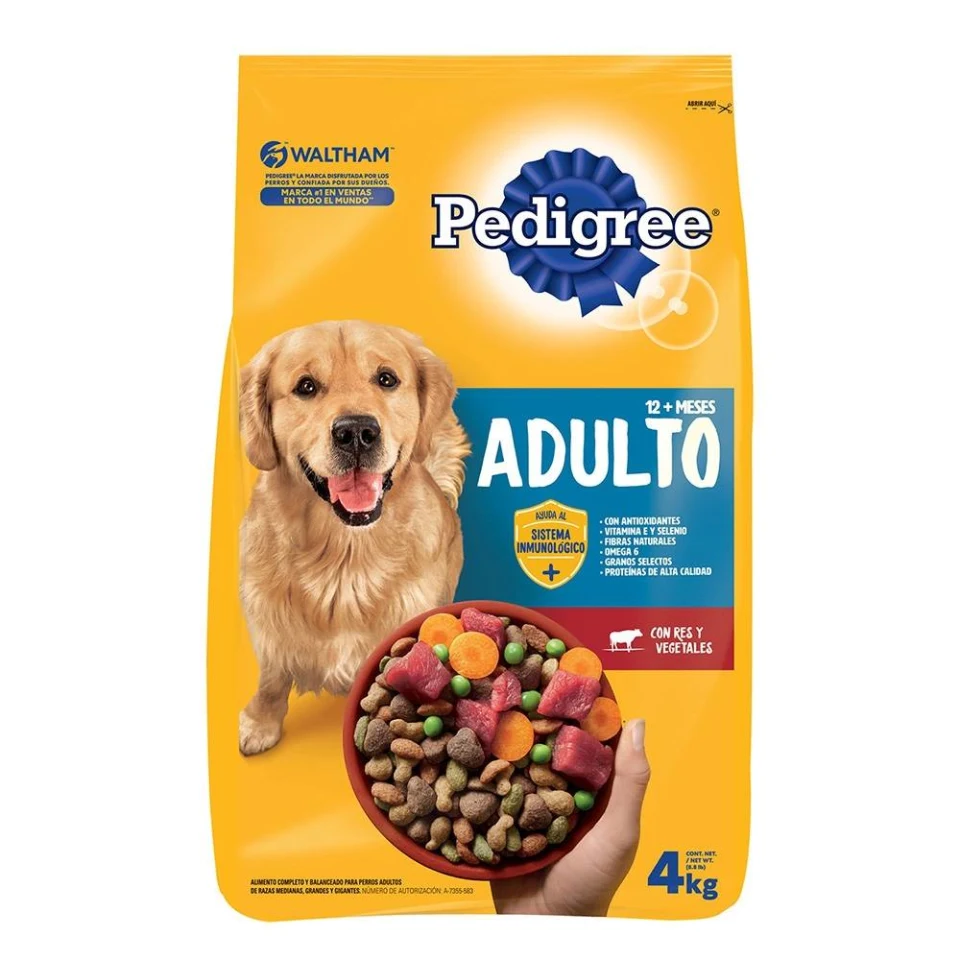 ABRIR AQUÍ
WALTHAM™
PEDIGREE® LA MARCA DISFRUTADA POR LOS
PERROS Y CONFIADA POR SUS DUEÑOS.
MARCA #1 EN VENTAS
EN TODO EL MUNDO™
Pedigree®
12 + MESES
ADULTO
AYUDA AL
SISTEMA
INMUNOLÓGICO
+
• CON ANTIOXIDANTES
• VITAMINA E Y SELENIO
• FIBRAS NATURALES
• OMEGA 6
• GRANOS SELECTOS
• PROTEÍNAS DE ALTA CALIDAD
CON RES Y
VEGETALES
CONT. NET.
/ NET WT.
(8.8 lb)
4kg
ALIMENTO COMPLETO Y BALANCEADO PARA PERROS ADULTOS
DE RAZAS MEDIANAS, GRANDES Y GIGANTES. NÚMERO DE AUTORIZACIÓN: A-7355-583